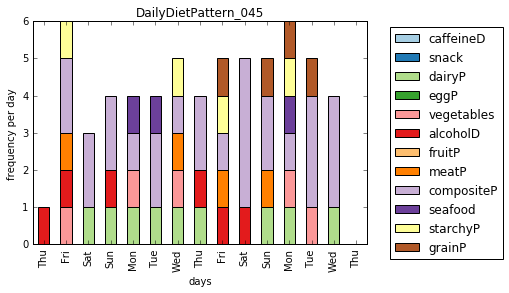 DailyDietPattern_045
6
5
4
3
2
1
0
frequency per day
Thu
Fri
Sat
Sun
Mon
Tue
Wed
Thu
Fri
Sat
Sun
Mon
Tue
Wed
Thu
days
caffeineD
snack
dairyP
eggP
vegetables
alcoholD
fruitP
meatP
compositeP
seafood
starchyP
grainP